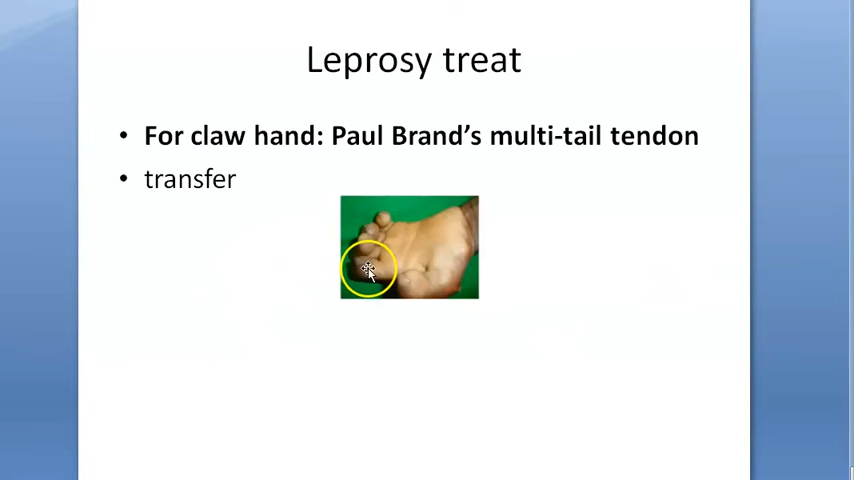 Leprosy treat
• For claw hand: Paul Brand’s multi-tail tendon
• transfer